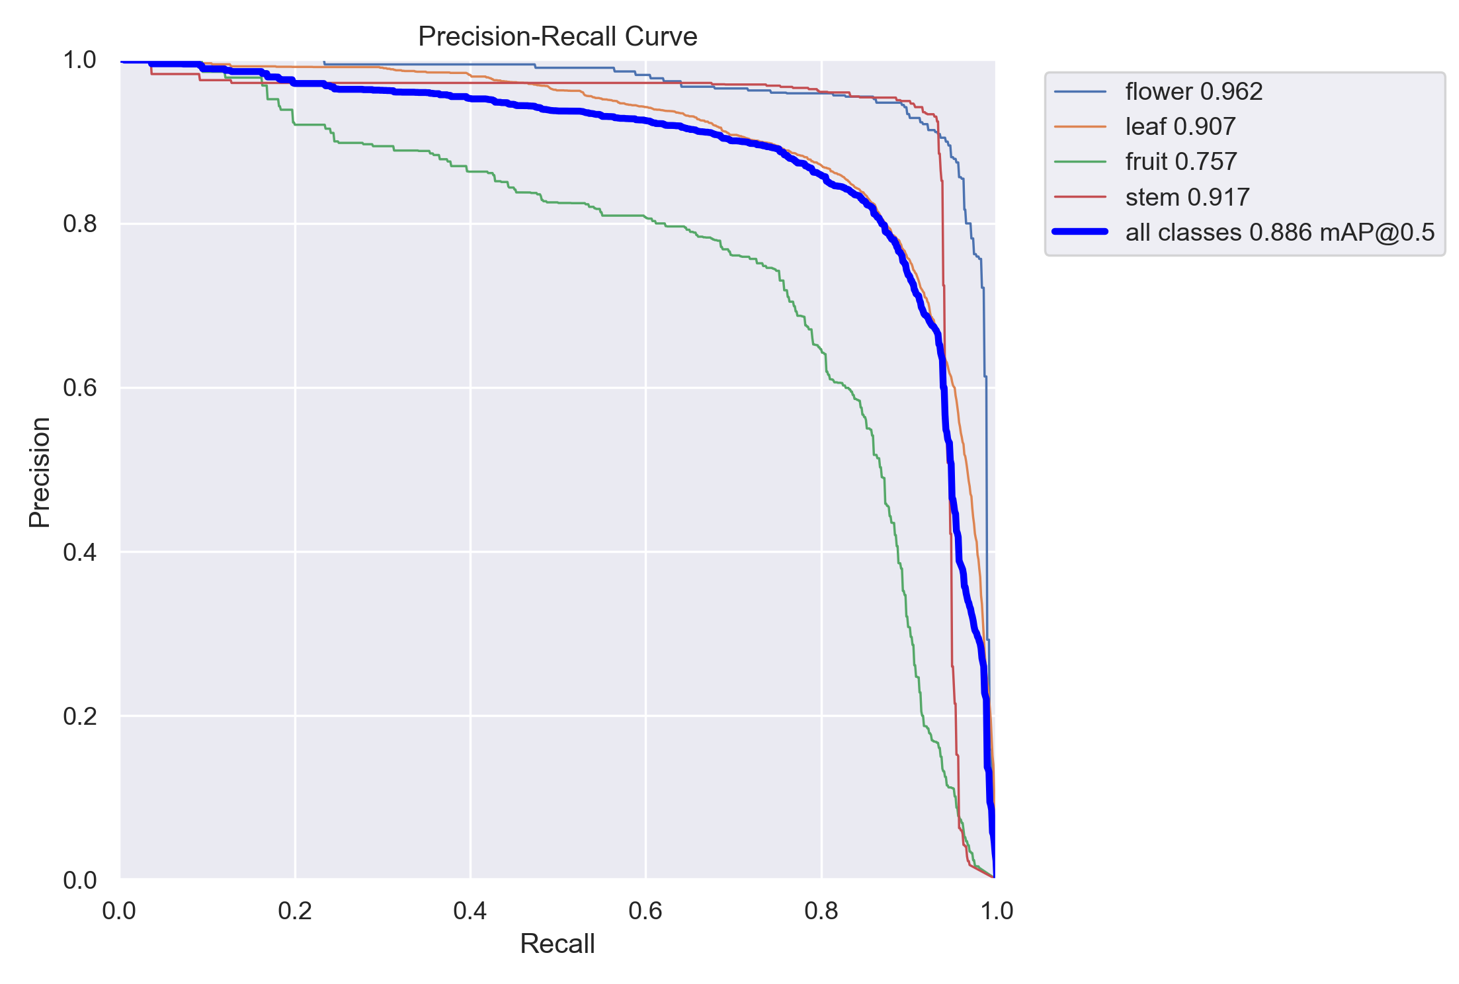 Precision-Recall Curve
flower 0.962
leaf 0.907
fruit 0.757
stem 0.917
all classes 0.886 mAP@0.5
Precision
1.0
0.8
0.6
0.4
0.2
0.0
0.0 0.2 0.4 0.6 0.8 1.0
Recall